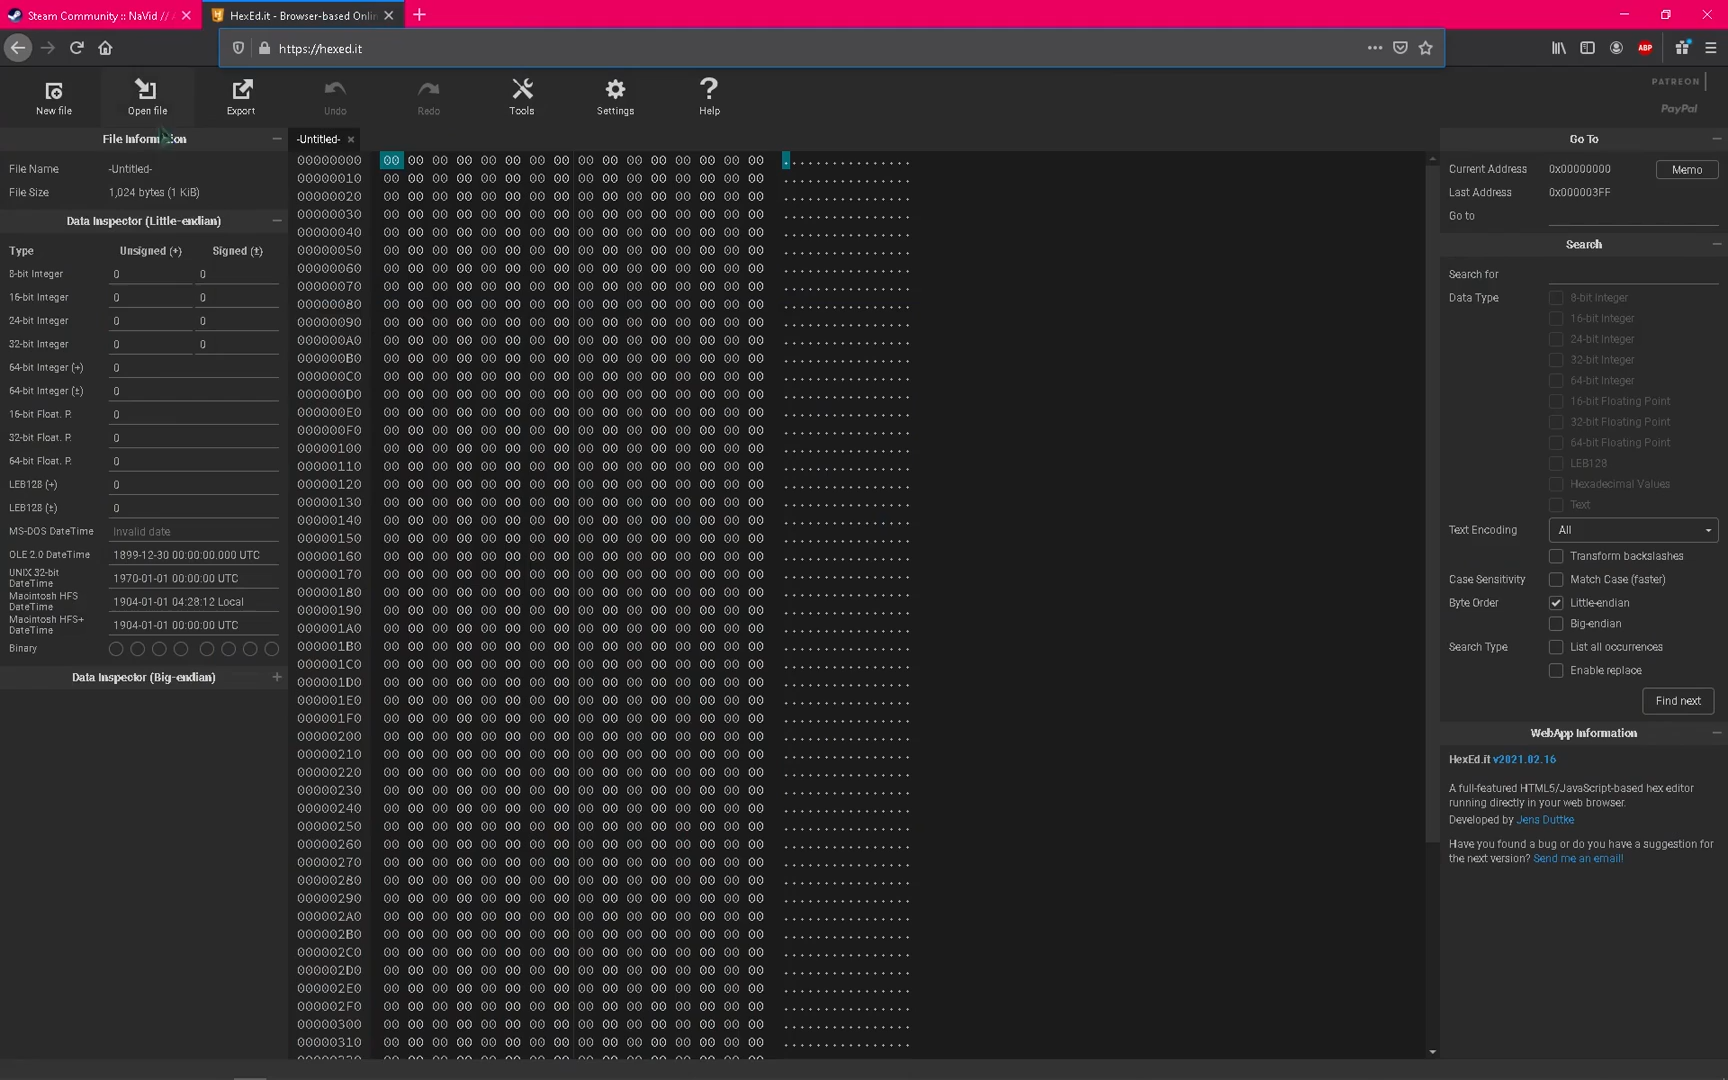 Steam Community :: NaVid // A
HexEd.it - Browser-based Onlin
https://hexed.it
ABP
New file
Open file
Export
Undo
Redo
Tools
Settings
Help
PATREON
PayPal
File Information
File Name -Untitled-
File Size 1,024 bytes (1 KiB)
Data Inspector (Little-endian)
Type Unsigned (+) Signed (±)
8-bit Integer 0 0
16-bit Integer 0 0
24-bit Integer 0 0
32-bit Integer 0 0
64-bit Integer (+) 0
64-bit Integer (±) 0
16-bit Float. P. 0
32-bit Float. P. 0
64-bit Float. P. 0
LEB128 (+) 0
LEB128 (±) 0
MS-DOS DateTime Invalid date
OLE 2.0 DateTime 1899-12-30 00:00:00.000 UTC
UNIX 32-bit DateTime 1970-01-01 00:00:00 UTC
Macintosh HFS DateTime 1904-01-01 04:28:12 Local
Macintosh HFS+ DateTime 1904-01-01 00:00:00 UTC
Binary
Data Inspector (Big-endian)
-Untitled-
00000000 00 00 00 00 00 00 00 00 00 00 00 00 00 00 00 00 ................
00000010 00 00 00 00 00 00 00 00 00 00 00 00 00 00 00 00 ................
00000020 00 00 00 00 00 00 00 00 00 00 00 00 00 00 00 00 ................
00000030 00 00 00 00 00 00 00 00 00 00 00 00 00 00 00 00 ................
00000040 00 00 00 00 00 00 00 00 00 00 00 00 00 00 00 00 ................
00000050 00 00 00 00 00 00 00 00 00 00 00 00 00 00 00 00 ................
00000060 00 00 00 00 00 00 00 00 00 00 00 00 00 00 00 00 ................
00000070 00 00 00 00 00 00 00 00 00 00 00 00 00 00 00 00 ................
00000080 00 00 00 00 00 00 00 00 00 00 00 00 00 00 00 00 ................
00000090 00 00 00 00 00 00 00 00 00 00 00 00 00 00 00 00 ................
000000A0 00 00 00 00 00 00 00 00 00 00 00 00 00 00 00 00 ................
000000B0 00 00 00 00 00 00 00 00 00 00 00 00 00 00 00 00 ................
000000C0 00 00 00 00 00 00 00 00 00 00 00 00 00 00 00 00 ................
000000D0 00 00 00 00 00 00 00 00 00 00 00 00 00 00 00 00 ................
000000E0 00 00 00 00 00 00 00 00 00 00 00 00 00 00 00 00 ................
000000F0 00 00 00 00 00 00 00 00 00 00 00 00 00 00 00 00 ................
00000100 00 00 00 00 00 00 00 00 00 00 00 00 00 00 00 00 ................
00000110 00 00 00 00 00 00 00 00 00 00 00 00 00 00 00 00 ................
00000120 00 00 00 00 00 00 00 00 00 00 00 00 00 00 00 00 ................
00000130 00 00 00 00 00 00 00 00 00 00 00 00 00 00 00 00 ................
00000140 00 00 00 00 00 00 00 00 00 00 00 00 00 00 00 00 ................
00000150 00 00 00 00 00 00 00 00 00 00 00 00 00 00 00 00 ................
00000160 00 00 00 00 00 00 00 00 00 00 00 00 00 00 00 00 ................
00000170 00 00 00 00 00 00 00 00 00 00 00 00 00 00 00 00 ................
00000180 00 00 00 00 00 00 00 00 00 00 00 00 00 00 00 00 ................
00000190 00 00 00 00 00 00 00 00 00 00 00 00 00 00 00 00 ................
000001A0 00 00 00 00 00 00 00 00 00 00 00 00 00 00 00 00 ................
000001B0 00 00 00 00 00 00 00 00 00 00 00 00 00 00 00 00 ................
000001C0 00 00 00 00 00 00 00 00 00 00 00 00 00 00 00 00 ................
000001D0 00 00 00 00 00 00 00 00 00 00 00 00 00 00 00 00 ................
000001E0 00 00 00 00 00 00 00 00 00 00 00 00 00 00 00 00 ................
000001F0 00 00 00 00 00 00 00 00 00 00 00 00 00 00 00 00 ................
00000200 00 00 00 00 00 00 00 00 00 00 00 00 00 00 00 00 ................
00000210 00 00 00 00 00 00 00 00 00 00 00 00 00 00 00 00 ................
00000220 00 00 00 00 00 00 00 00 00 00 00 00 00 00 00 00 ................
00000230 00 00 00 00 00 00 00 00 00 00 00 00 00 00 00 00 ................
00000240 00 00 00 00 00 00 00 00 00 00 00 00 00 00 00 00 ................
00000250 00 00 00 00 00 00 00 00 00 00 00 00 00 00 00 00 ................
00000260 00 00 00 00 00 00 00 00 00 00 00 00 00 00 00 00 ................
00000270 00 00 00 00 00 00 00 00 00 00 00 00 00 00 00 00 ................
00000280 00 00 00 00 00 00 00 00 00 00 00 00 00 00 00 00 ................
00000290 00 00 00 00 00 00 00 00 00 00 00 00 00 00 00 00 ................
000002A0 00 00 00 00 00 00 00 00 00 00 00 00 00 00 00 00 ................
000002B0 00 00 00 00 00 00 00 00 00 00 00 00 00 00 00 00 ................
000002C0 00 00 00 00 00 00 00 00 00 00 00 00 00 00 00 00 ................
000002D0 00 00 00 00 00 00 00 00 00 00 00 00 00 00 00 00 ................
000002E0 00 00 00 00 00 00 00 00 00 00 00 00 00 00 00 00 ................
000002F0 00 00 00 00 00 00 00 00 00 00 00 00 00 00 00 00 ................
00000300 00 00 00 00 00 00 00 00 00 00 00 00 00 00 00 00 ................
00000310 00 00 00 00 00 00 00 00 00 00 00 00 00 00 00 00 ................
Go To
Current Address 0x00000000 Memo
Last Address 0x000003FF
Go to
Search
Search for
Data Type 8-bit Integer
16-bit Integer
24-bit Integer
32-bit Integer
64-bit Integer
16-bit Floating Point
32-bit Floating Point
64-bit Floating Point
LEB128
Hexadecimal Values
Text
Text Encoding All
Transform backslashes
Case Sensitivity Match Case (faster)
Byte Order Little-endian
Big-endian
Search Type List all occurrences
Enable replace
Find next
WebApp Information
HexEd.it v2021.02.16
A full-featured HTML5/JavaScript-based hex editor
running directly in your web browser.
Developed by Jens Duttke
Have you found a bug or do you have a suggestion for
the next version? Send me an email!